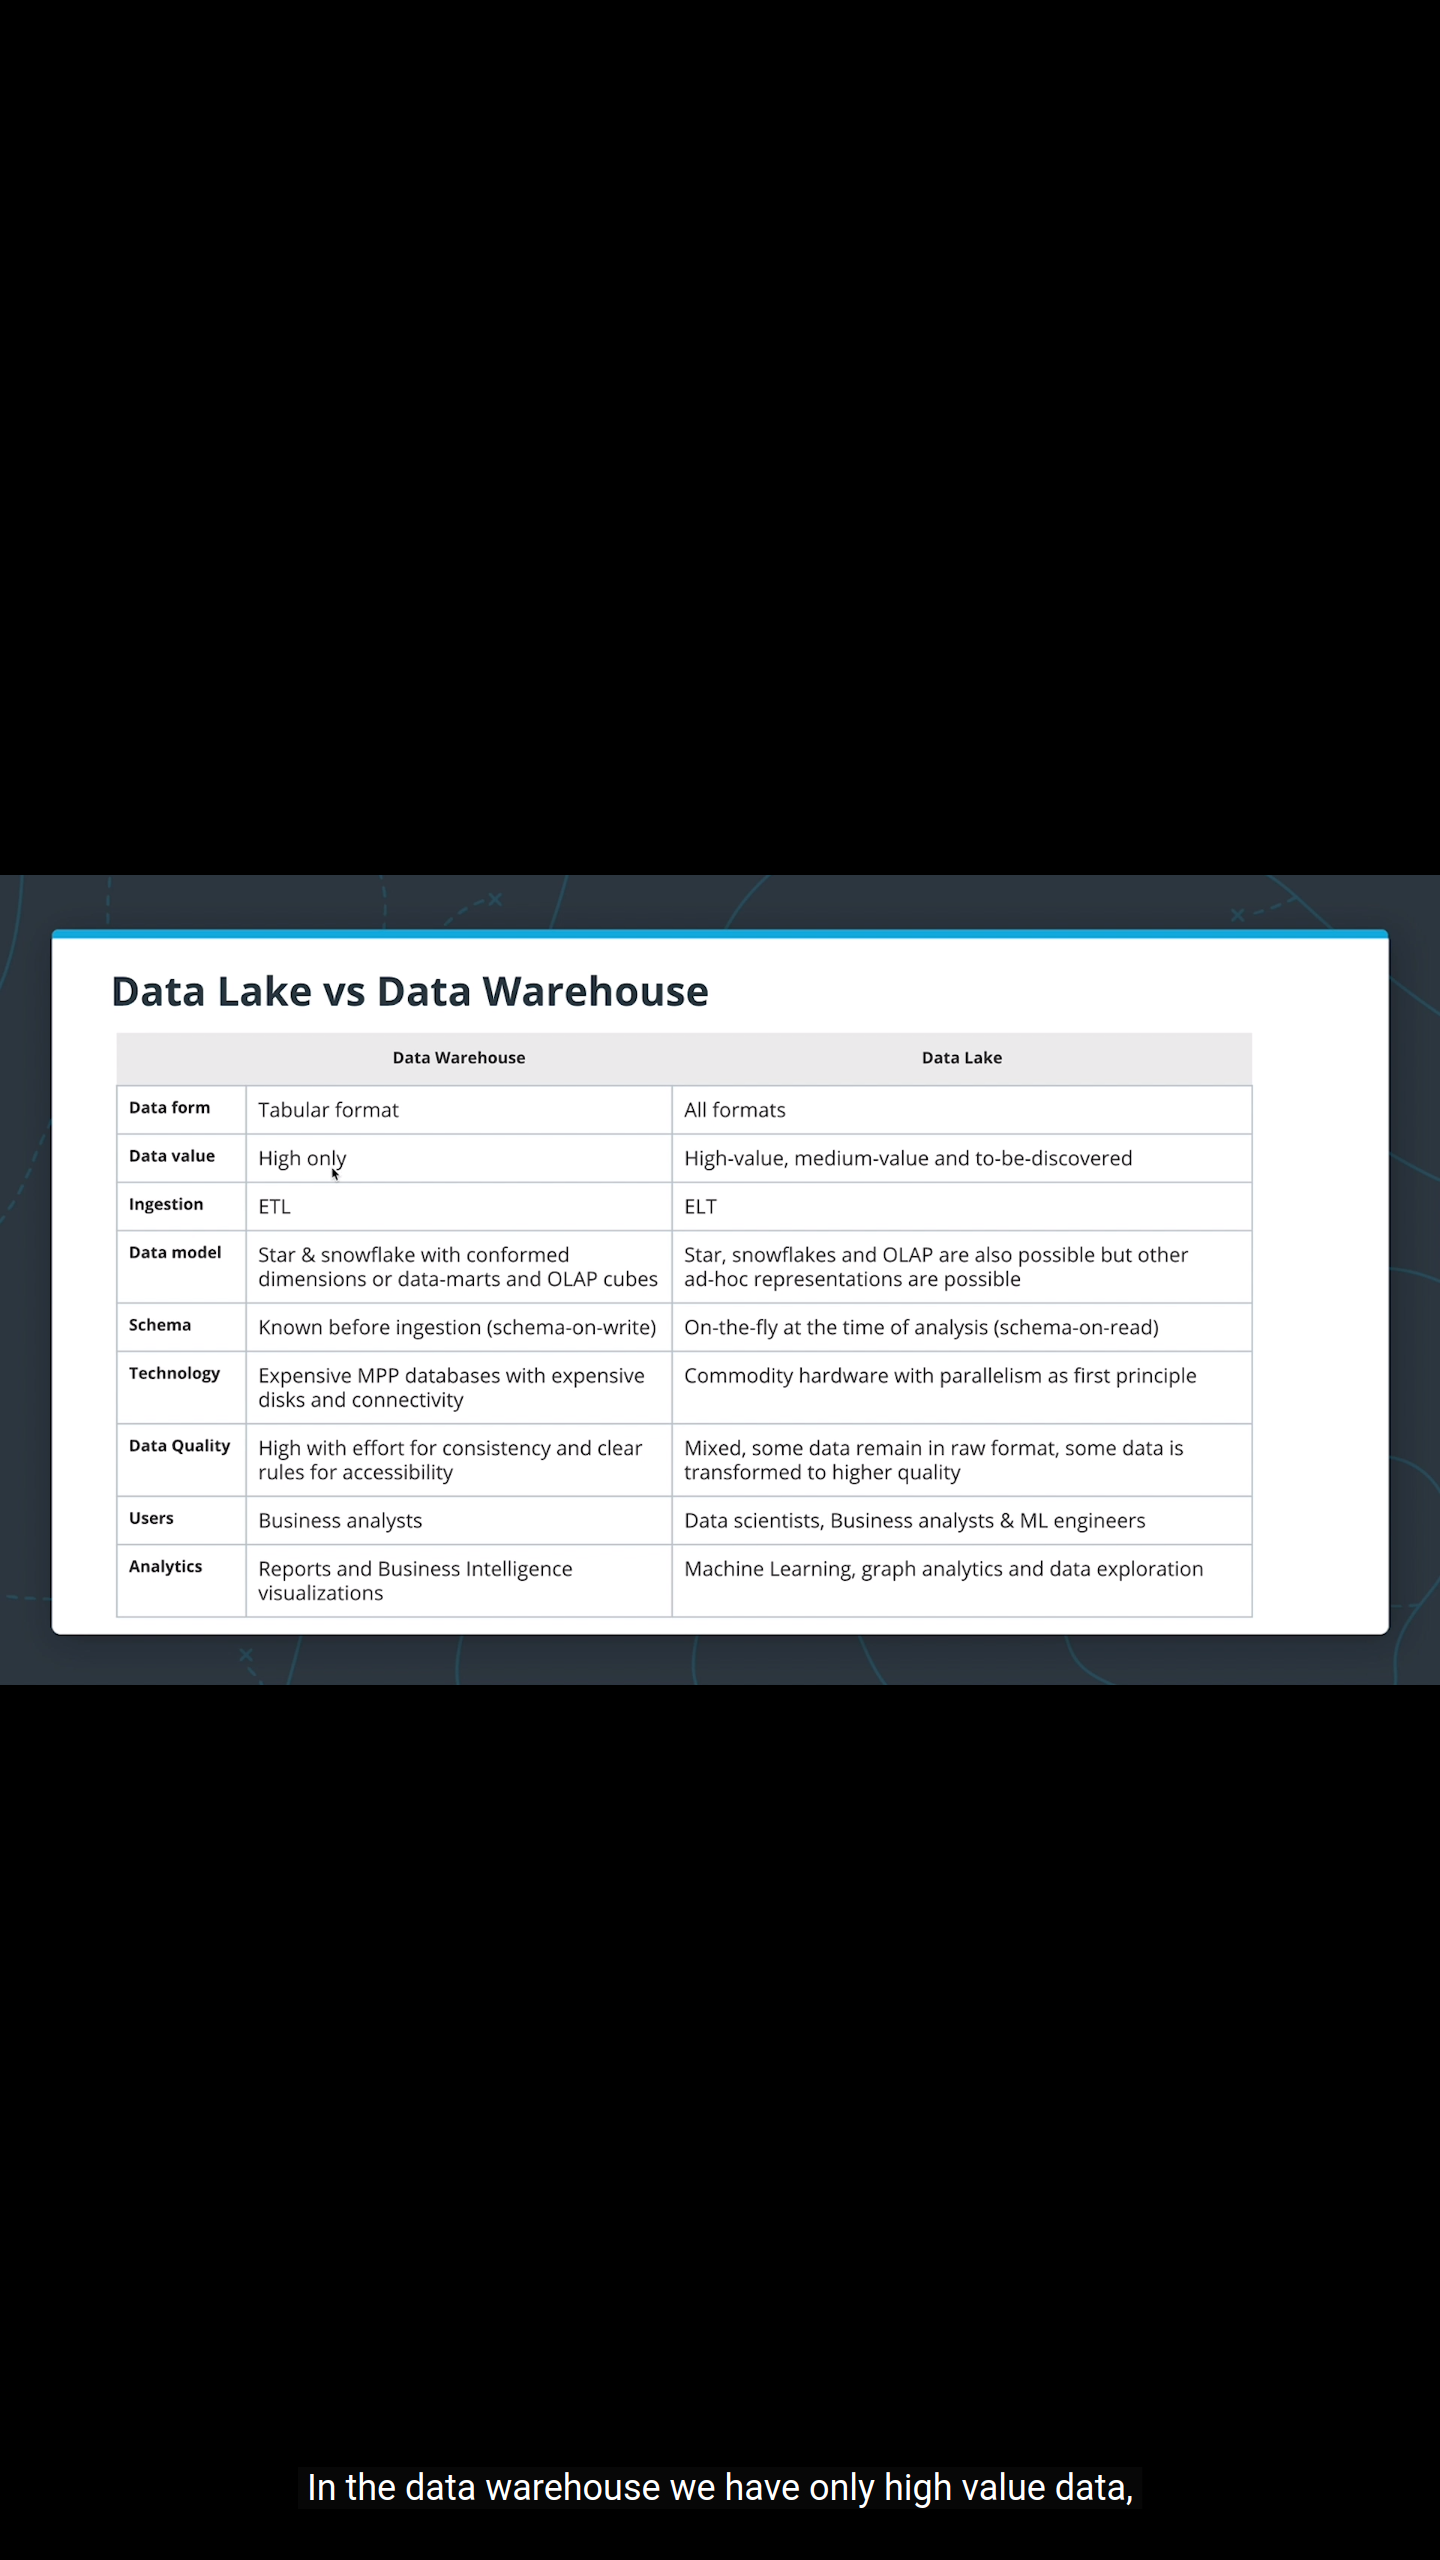 Data Lake vs Data Warehouse
Data Warehouse Data Lake
Data form Tabular format All formats
Data value High only High-value, medium-value and to-be-discovered
Ingestion ETL ELT
Data model Star & snowflake with conformed Star, snowflakes and OLAP are also possible but other
dimensions or data-marts and OLAP cubes ad-hoc representations are possible
Schema Known before ingestion (schema-on-write) On-the-fly at the time of analysis (schema-on-read)
Technology Expensive MPP databases with expensive Commodity hardware with parallelism as first principle
disks and connectivity
Data Quality High with effort for consistency and clear Mixed, some data remain in raw format, some data is
rules for accessibility transformed to higher quality
Users Business analysts Data scientists, Business analysts & ML engineers
Analytics Reports and Business Intelligence Machine Learning, graph analytics and data exploration
visualizations
In the data warehouse we have only high value data,